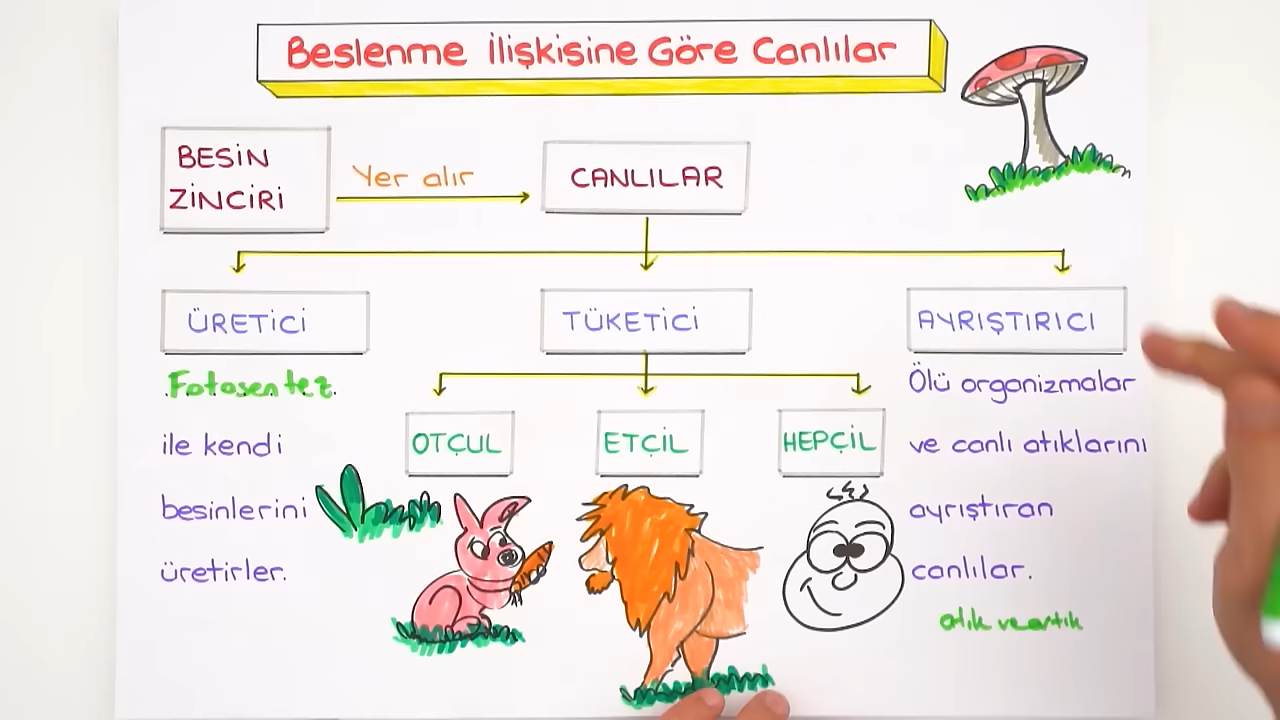 Beslenme İlişkisine Göre Canlılar
BESİN
ZİNCİRİ
Yer alır
CANLILAR
ÜRETİCİ
TÜKETİCİ
AYRIŞTIRICI
Fotosentez
ile kendi
besinlerini
üretirler.
OTÇUL
ETÇİL
HEPÇİL
Ölü organizmalar
ve canlı atıklarını
ayrıştıran
canlılar.
atık ve artık